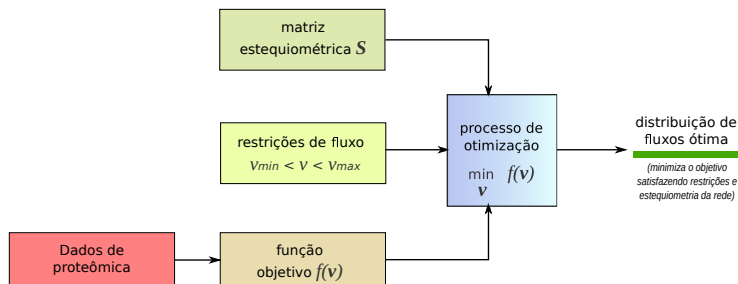 matriz
estequiométrica S
restrições de fluxo
vmin < v < vmax
Dados de
proteômica
função
objetivo f(v)
processo de
otimização
min f(v)
v
distribuição de
fluxos ótima
(minimiza o objetivo
satisfazendo restrições e
estequiometria da rede)